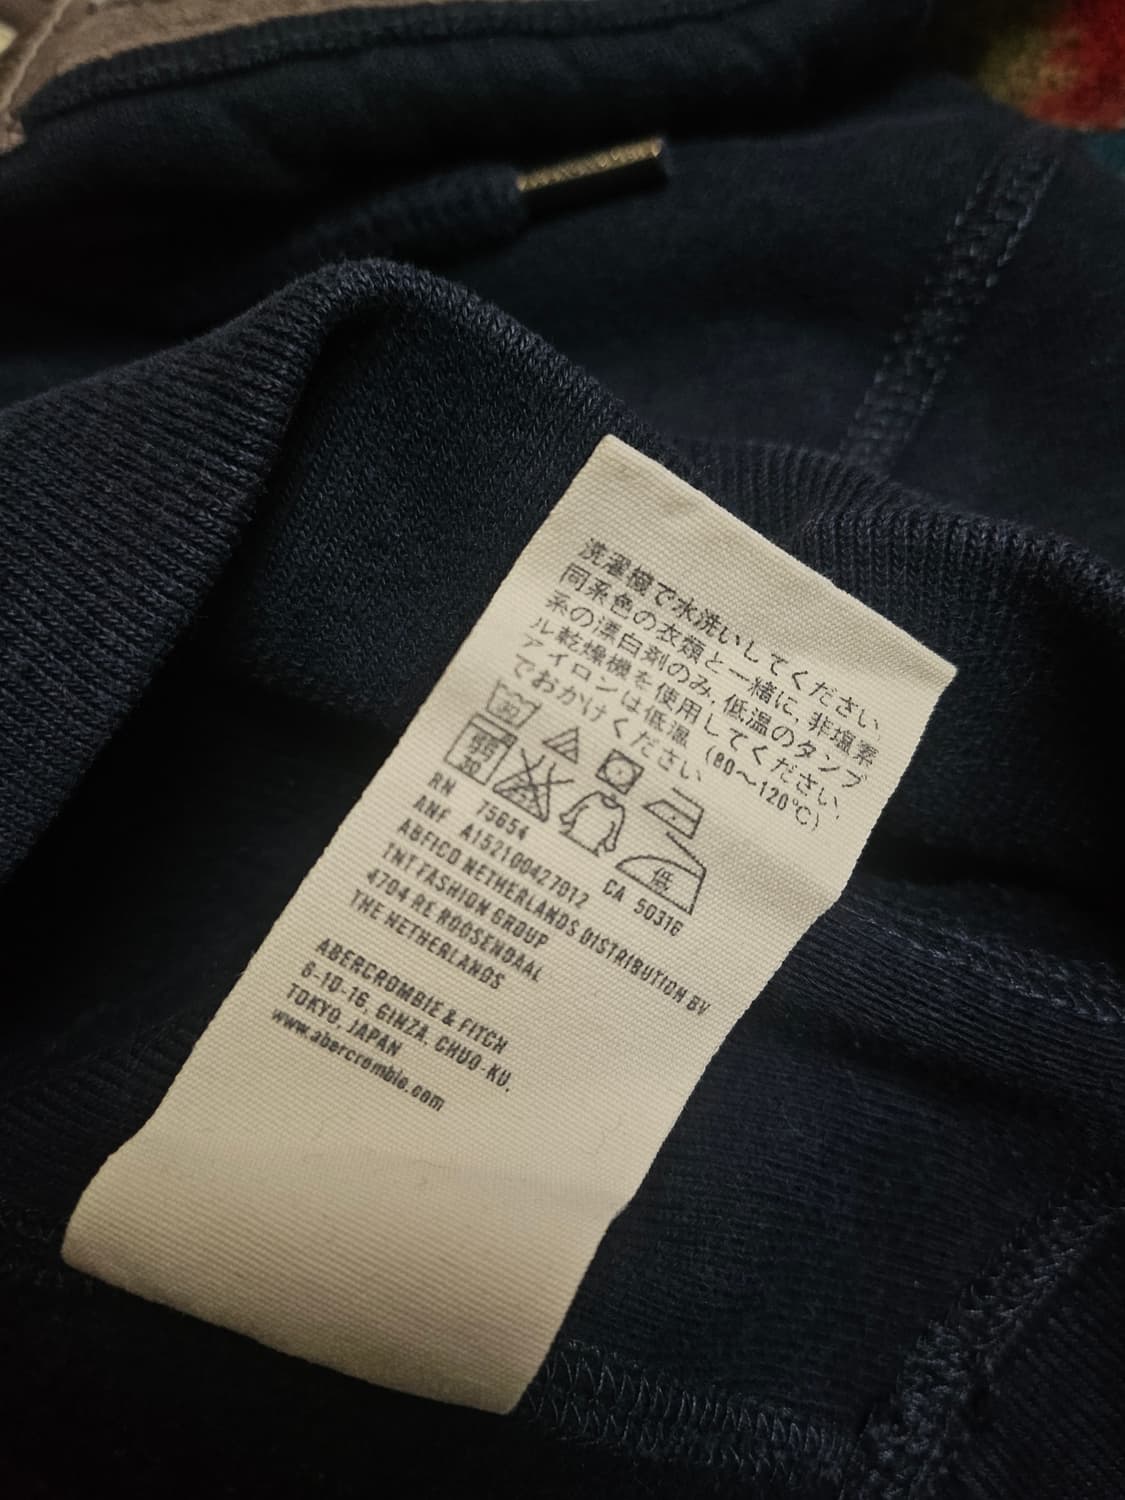 洗濯機で水洗いしてください
同系色の衣類と一緒に, 非塩素
系の漂白剤のみ, 低温のタンブ
ル乾燥機を使用してください,
アイロンは低温 (80～120℃)
でおかけください
30
弱
30
低
RN 75654 CA 50316
ANF A152100427012
ABFICO NETHERLANDS DISTRIBUTION BV
TNT FASHION GROUP
4704 RE ROOSENDAAL
THE NETHERLANDS
ABERCROMBIE & FITCH
6-10-16, GINZA, CHUO-KU,
TOKYO, JAPAN
www.abercrombie.com